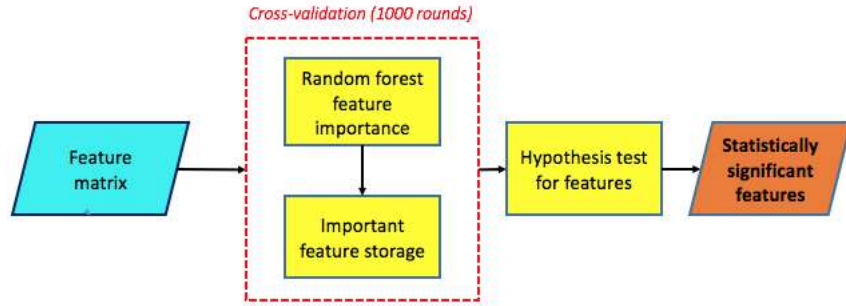 Cross-validation (1000 rounds)
Random forest
feature
importance
Feature
matrix
Important
feature storage
Hypothesis test
for features
Statistically
significant
features